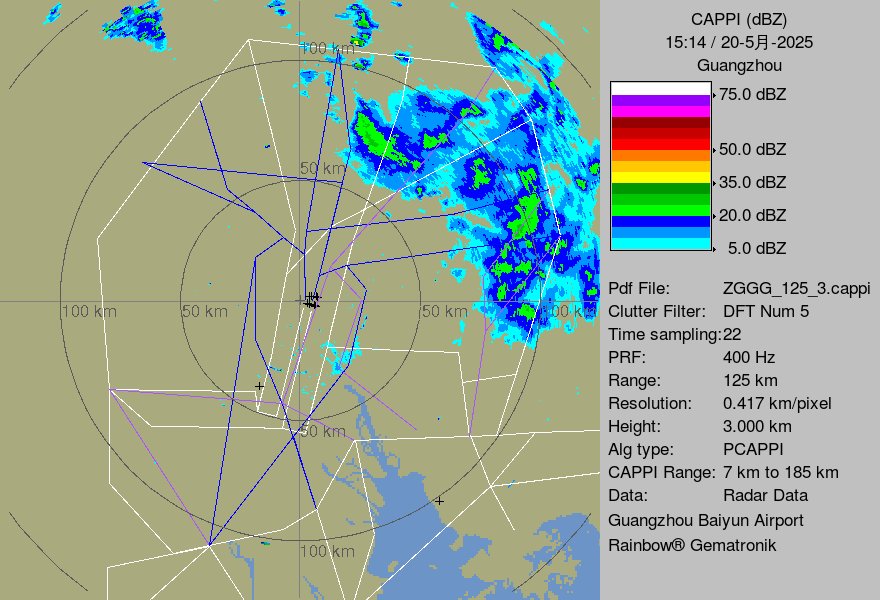 CAPPI (dBZ)
15:14 / 20-5月-2025
Guangzhou
75.0 dBZ
50.0 dBZ
35.0 dBZ
20.0 dBZ
5.0 dBZ
Pdf File: ZGGG_125_3.cappi
Clutter Filter: DFT Num 5
Time sampling:22
PRF: 400 Hz
Range: 125 km
Resolution: 0.417 km/pixel
Height: 3.000 km
Alg type: PCAPPI
CAPPI Range: 7 km to 185 km
Data: Radar Data
Guangzhou Baiyun Airport
Rainbow® Gematronik
100 km
50 km
100 km
50 km
50 km
100 km
50 km
100 km